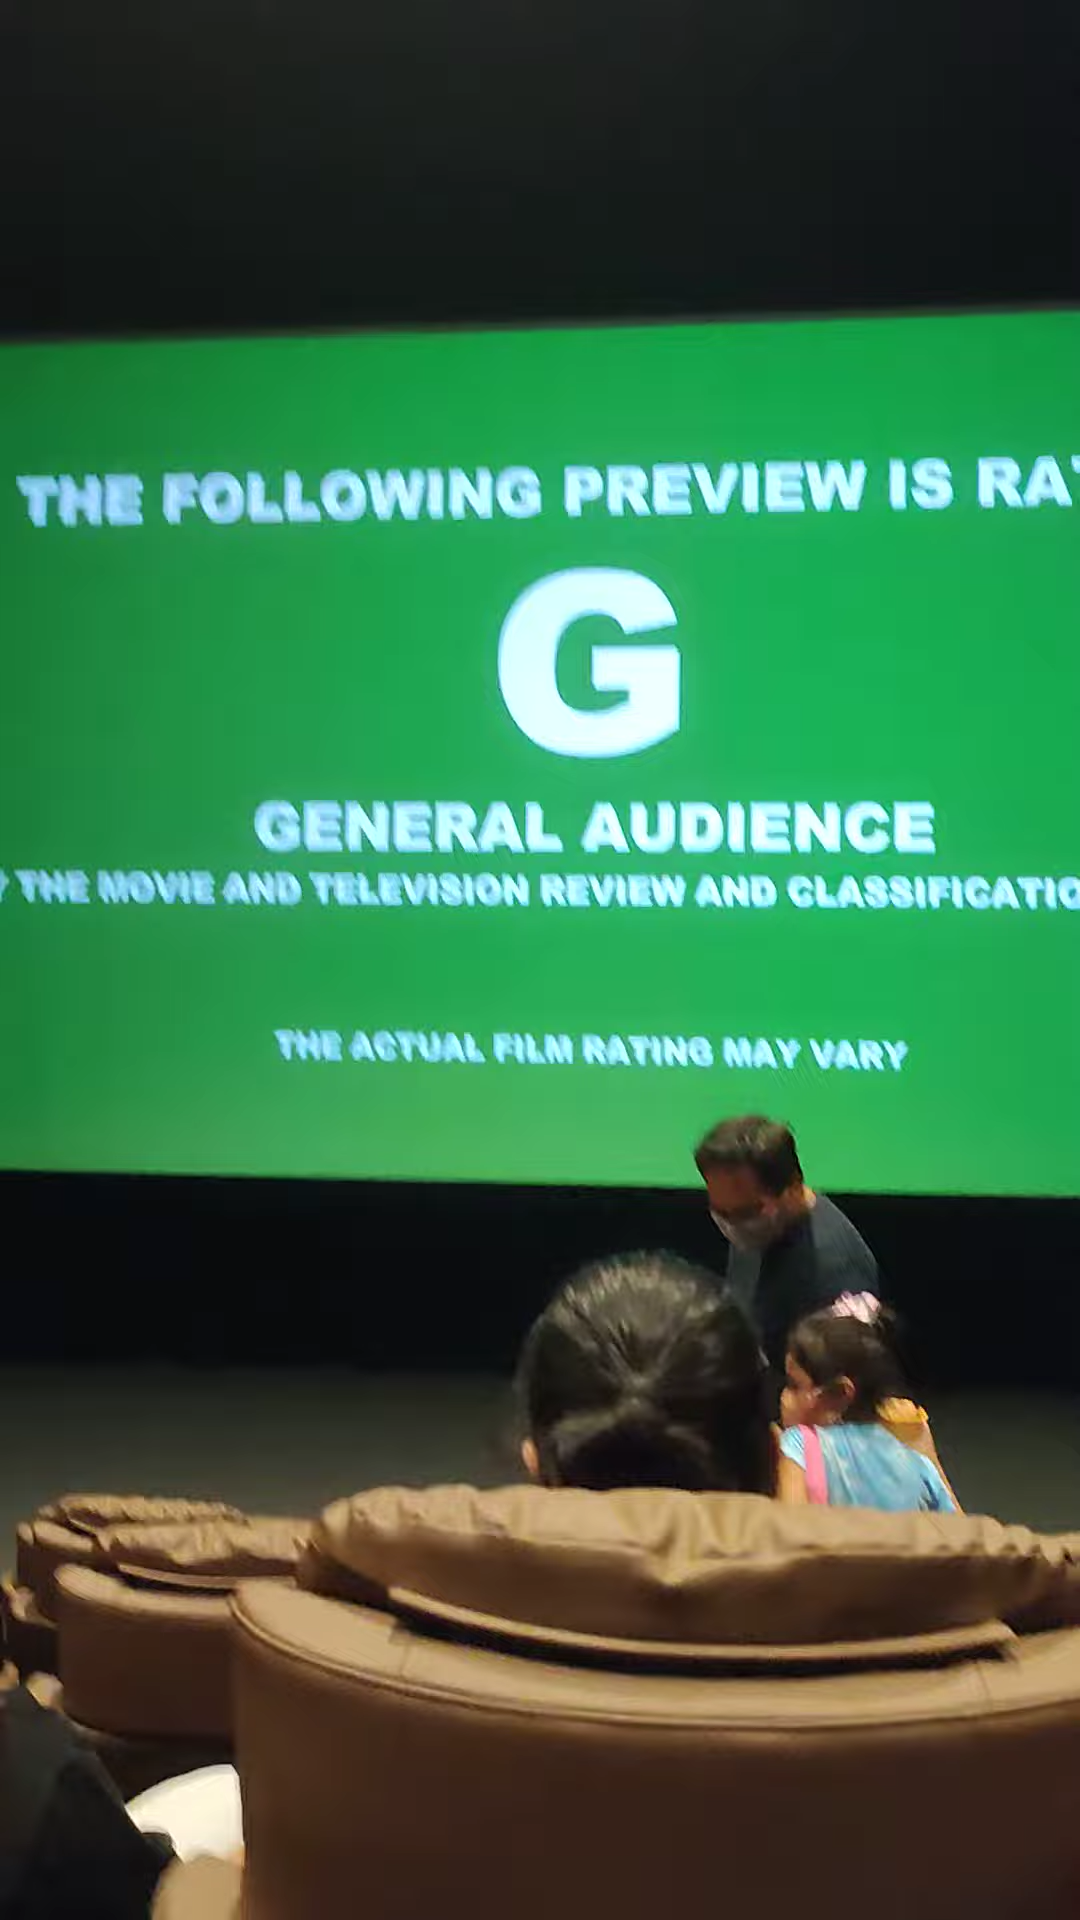 THE FOLLOWING PREVIEW IS
G
GENERAL AUDIENCE
THE MOVIE AND TELEVISION REVIEW AND
THE ACTUAL FILM RATING MAY VARY